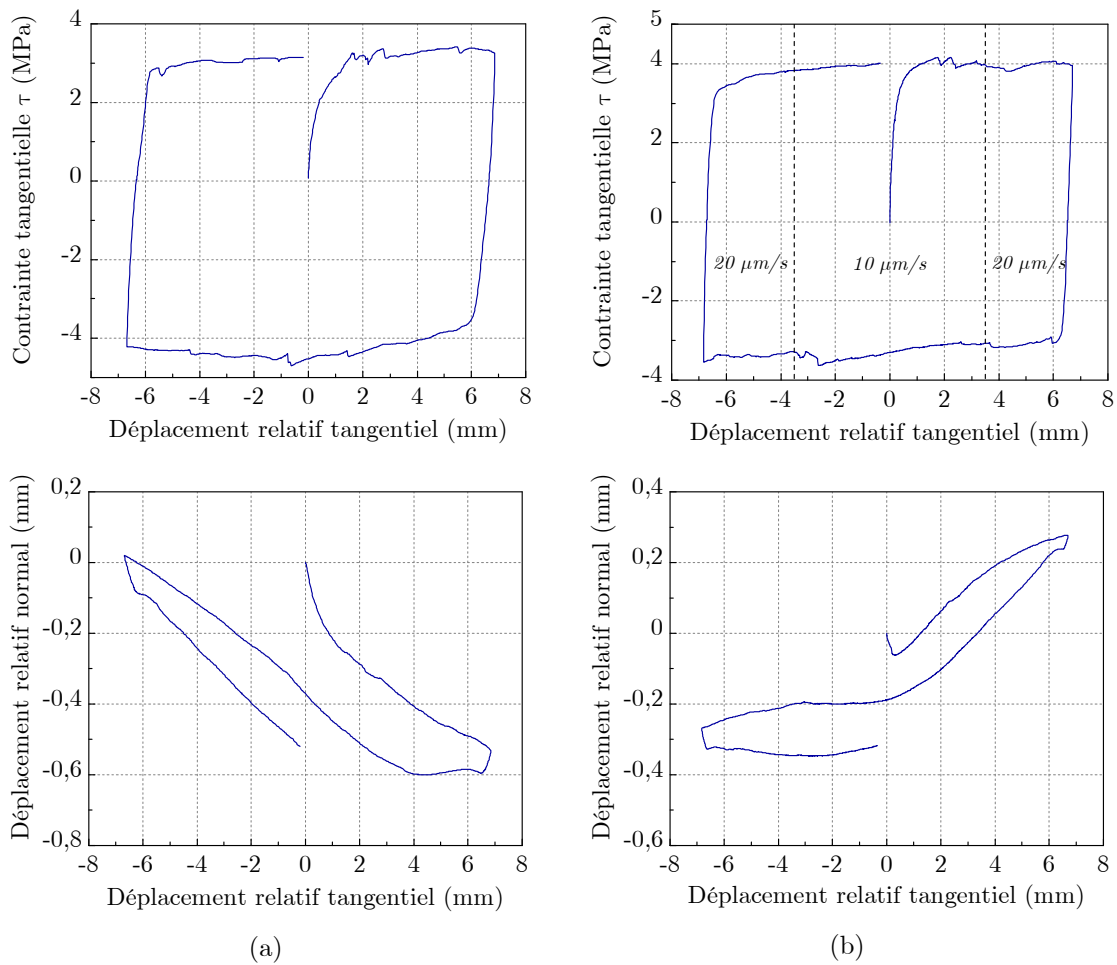 Contrainte tangentielle τ (MPa)
4
2
0
-2
-4
-8 -6 -4 -2 0 2 4 6 8
Déplacement relatif tangentiel (mm)
Contrainte tangentielle τ (MPa)
5
4
2
0
-2
-4
20 μm/s 10 μm/s 20 μm/s
-8 -6 -4 -2 0 2 4 6 8
Déplacement relatif tangentiel (mm)
Déplacement relatif normal (mm)
0,2
0
-0,2
-0,4
-0,6
-0,8
-8 -6 -4 -2 0 2 4 6 8
Déplacement relatif tangentiel (mm)
(a)
Déplacement relatif normal (mm)
0,4
0,2
0
-0,2
-0,4
-0,6
-8 -6 -4 -2 0 2 4 6 8
Déplacement relatif tangentiel (mm)
(b)